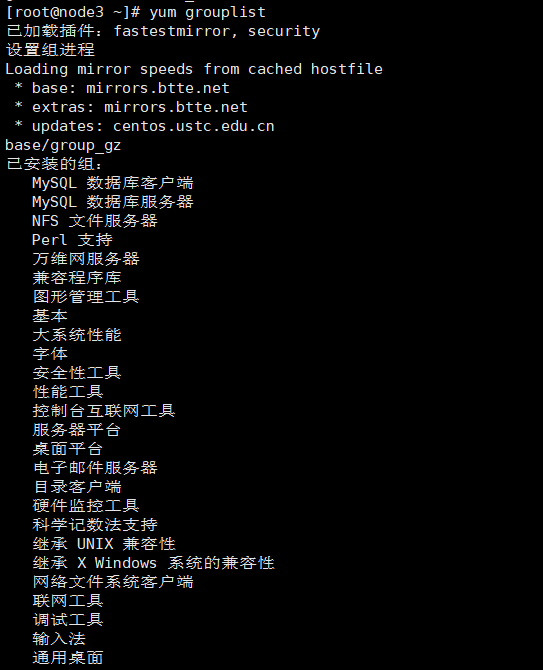 [root@node3 ~]# yum grouplist
已加载插件：fastestmirror, security
设置组进程
Loading mirror speeds from cached hostfile
 * base: mirrors.btte.net
 * extras: mirrors.btte.net
 * updates: centos.ustc.edu.cn
base/group_gz
已安装的组：
   MySQL 数据库客户端
   MySQL 数据库服务器
   NFS 文件服务器
   Perl 支持
   万维网服务器
   兼容程序库
   图形管理工具
   基本
   大系统性能
   字体
   安全性工具
   性能工具
   控制台互联网工具
   服务器平台
   桌面平台
   电子邮件服务器
   目录客户端
   硬件监控工具
   科学记数法支持
   继承 UNIX 兼容性
   继承 X Windows 系统的兼容性
   网络文件系统客户端
   联网工具
   调试工具
   输入法
   通用桌面